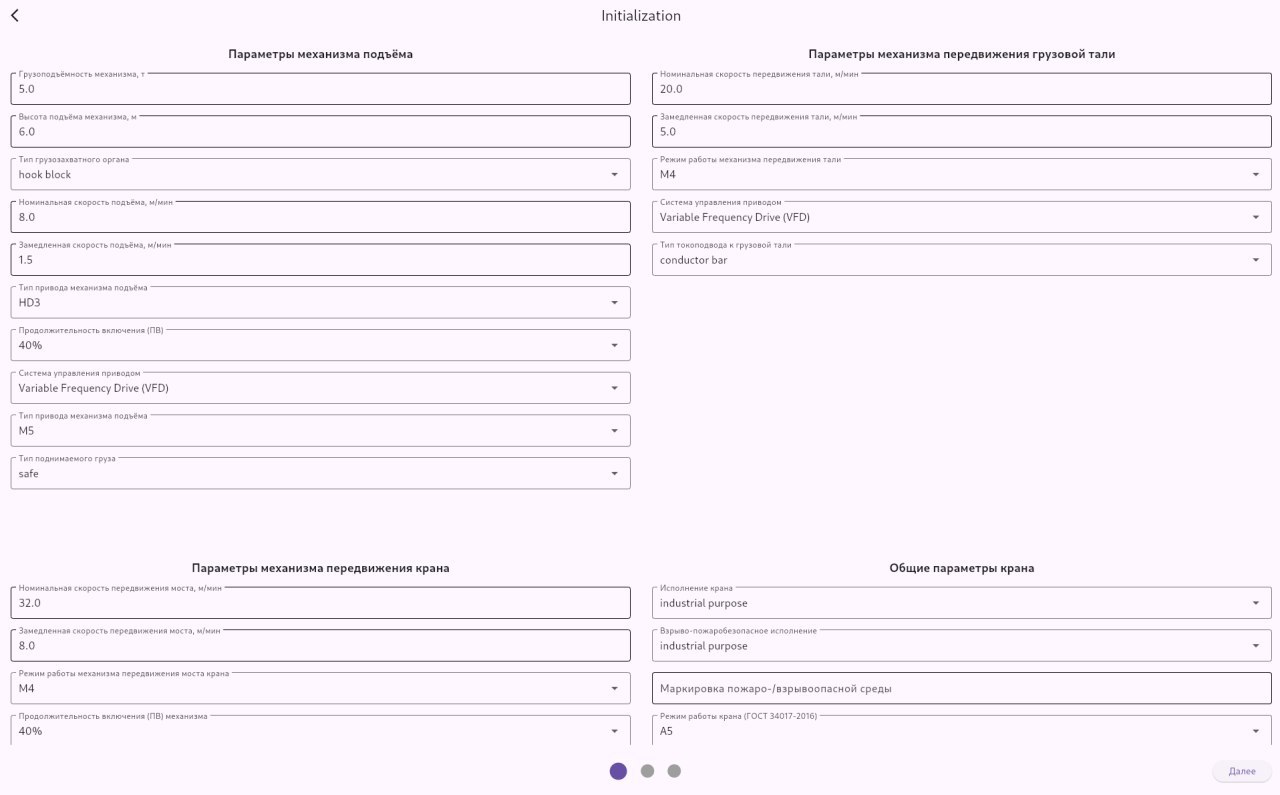 Initialization
Параметры механизма подъёма
Грузоподъёмность механизма, т
5.0
Высота подъёма механизма, м
6.0
Тип грузозахватного органа
hook block
Номинальная скорость подъёма, м/мин
8.0
Замедленная скорость подъёма, м/мин
1.5
Тип привода механизма подъёма
HD3
Продолжительность включения (ПВ)
40%
Система управления приводом
Variable Frequency Drive (VFD)
Тип привода механизма подъёма
M5
Тип поднимаемого груза
safe
Параметры механизма передвижения грузовой тали
Номинальная скорость передвижения тали, м/мин
20.0
Замедленная скорость передвижения тали, м/мин
5.0
Режим работы механизма передвижения тали
M4
Система управления приводом
Variable Frequency Drive (VFD)
Тип токоподвода к грузовой тали
conductor bar
Параметры механизма передвижения крана
Номинальная скорость передвижения моста, м/мин
32.0
Замедленная скорость передвижения моста, м/мин
8.0
Режим работы механизма передвижения моста крана
M4
Продолжительность включения (ПВ) механизма
40%
Общие параметры крана
Исполнение крана
industrial purpose
Взрыво-пожаробезопасное исполнение
industrial purpose
Маркировка пожаро-/взрывоопасной среды
Режим работы крана (ГОСТ 34017-2016)
A5
Далее